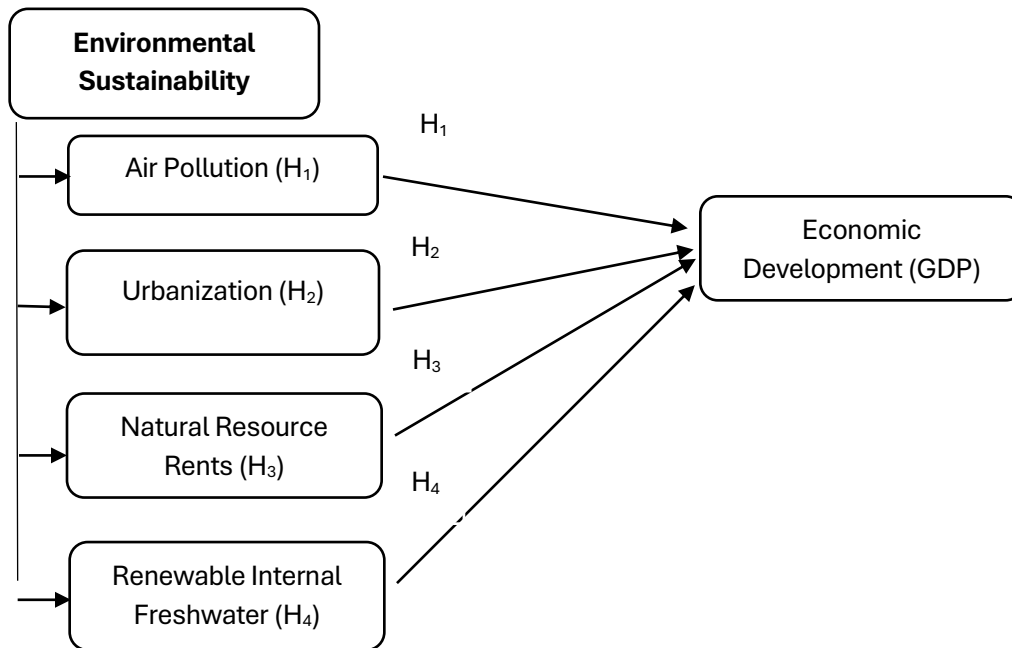 Environmental
Sustainability
H₁
Air Pollution (H₁)
Economic
Development (GDP)
H₂
Urbanization (H₂)
H₃
Natural Resource
Rents (H₃)
H₄
Renewable Internal
Freshwater (H₄)